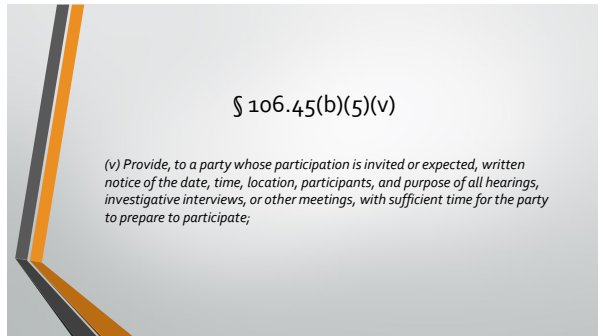 § 106.45(b)(5)(v)
(v) Provide, to a party whose participation is invited or expected, written
notice of the date, time, location, participants, and purpose of all hearings,
investigative interviews, or other meetings, with sufficient time for the party
to prepare to participate;